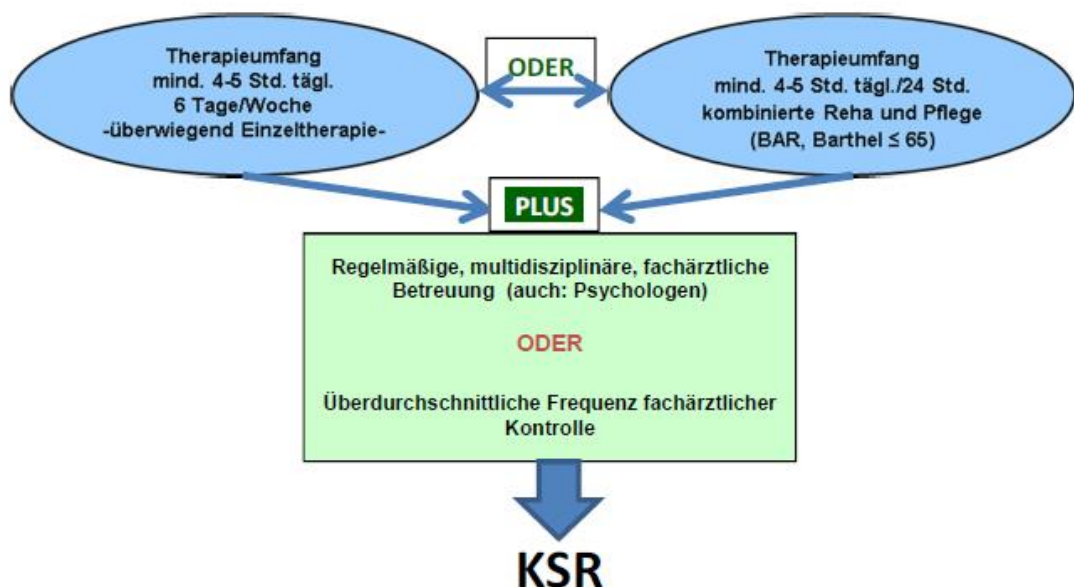 Therapieumfang
mind. 4-5 Std. tägl.
6 Tage/Woche
-überwiegend Einzeltherapie-
ODER
Therapieumfang
mind. 4-5 Std. tägl./24 Std.
kombinierte Reha und Pflege
(BAR, Barthel ≤ 65)
PLUS
Regelmäßige, multidisziplinäre, fachärztliche
Betreuung (auch: Psychologen)
ODER
Überdurchschnittliche Frequenz fachärztlicher
Kontrolle
KSR